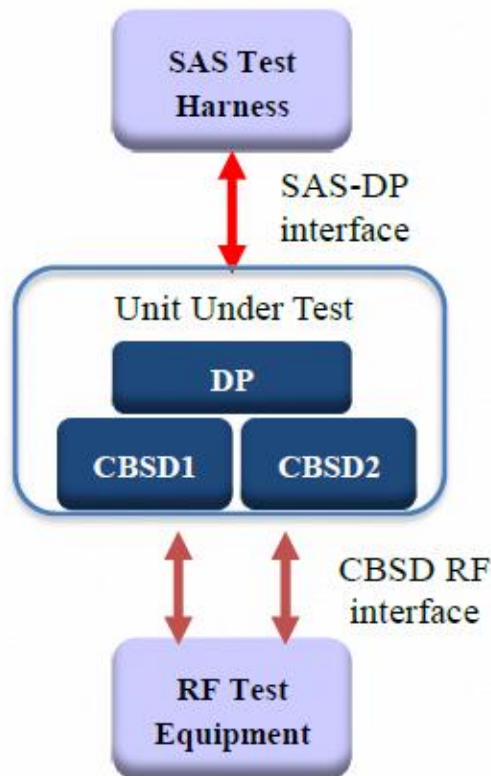 SAS Test
Harness
SAS-DP
interface
Unit Under Test
DP
CBSD1
CBSD2
CBSD RF
interface
RF Test
Equipment